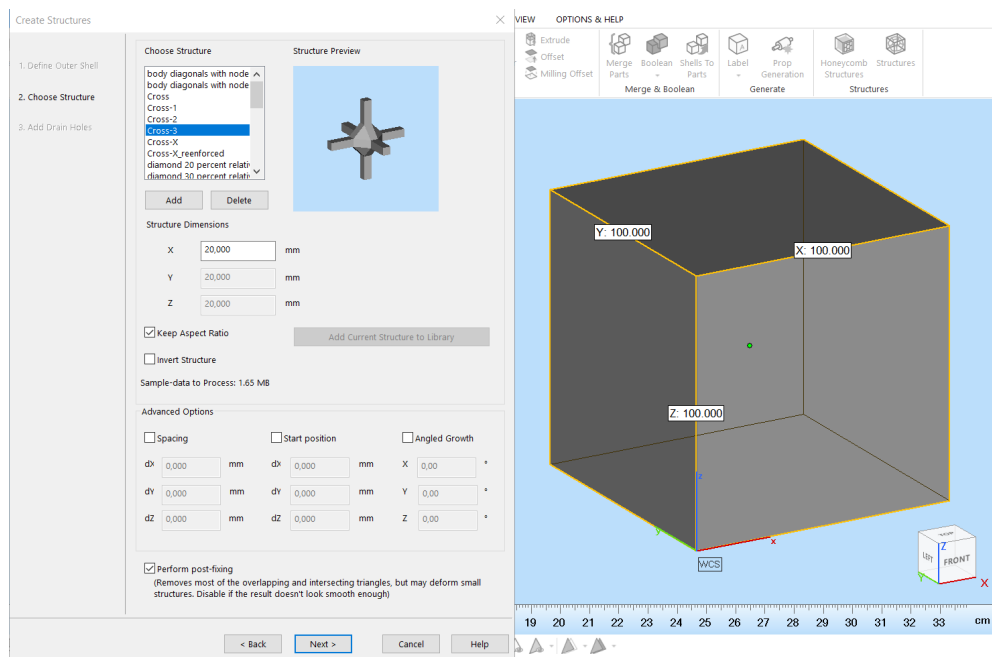 Create Structures
1. Define Outer Shell
2. Choose Structure
3. Add Drain Holes
Choose Structure
Structure Preview
body diagonals with node
body diagonals with node
Cross
Cross-1
Cross-2
Cross-3
Cross-X
Cross-X_reenforced
diamond 20 percent relati
diamond 30 percent relati
Add
Delete
Structure Dimensions
X 20,000 mm
Y 20,000 mm
Z 20,000 mm
Keep Aspect Ratio
Add Current Structure to Library
Invert Structure
Sample-data to Process: 1.65 MB
Advanced Options
Spacing
Start position
Angled Growth
dX 0,000 mm dX 0,000 mm X 0,00 °
dY 0,000 mm dY 0,000 mm Y 0,00 °
dZ 0,000 mm dZ 0,000 mm Z 0,00 °
Perform post-fixing
(Removes most of the overlapping and intersecting triangles, but may deform small
structures. Disable if the result doesn't look smooth enough)
< Back
Next >
Cancel
Help
VIEW OPTIONS & HELP
Extrude
Offset
Milling Offset
Merge
Parts
Boolean
Shells To
Parts
Label
Prop
Generation
Honeycomb
Structures
Structures
Merge & Boolean
Generate
Structures
Y: 100.000
X: 100.000
Z: 100.000
z
y
x
WCS
TOP
LEFT
FRONT
Z
Y
X
19 20 21 22 23 24 25 26 27 28 29 30 31 32 33 cm